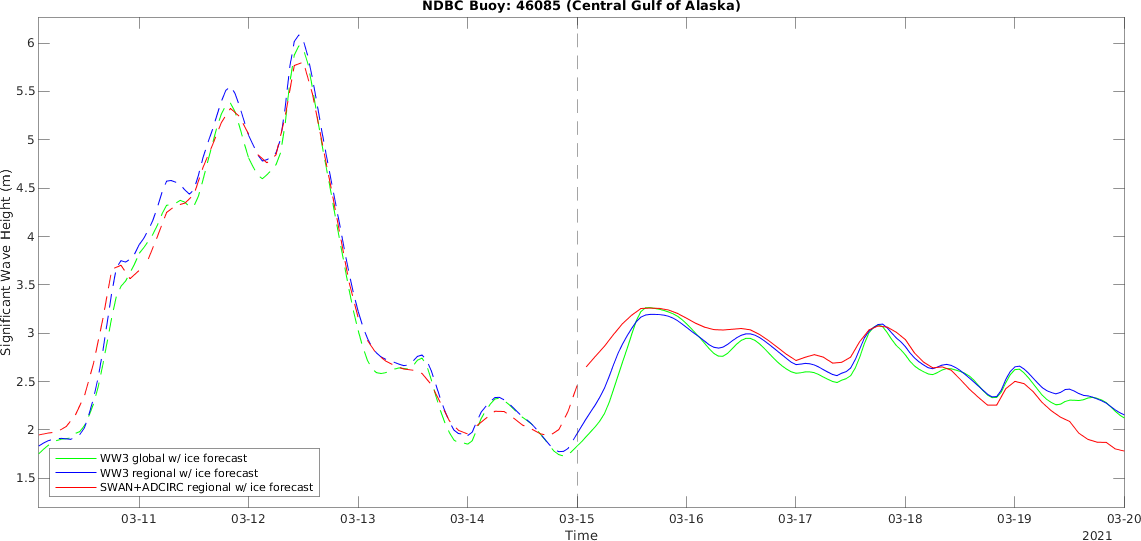 NDBC Buoy: 46085 (Central Gulf of Alaska)
Significant Wave Height (m)
6
5.5
5
4.5
4
3.5
3
2.5
2
1.5
WW3 global w/ ice forecast
WW3 regional w/ ice forecast
SWAN+ADCIRC regional w/ ice forecast
03-11 03-12 03-13 03-14 03-15 03-16 03-17 03-18 03-19 03-20
Time
2021